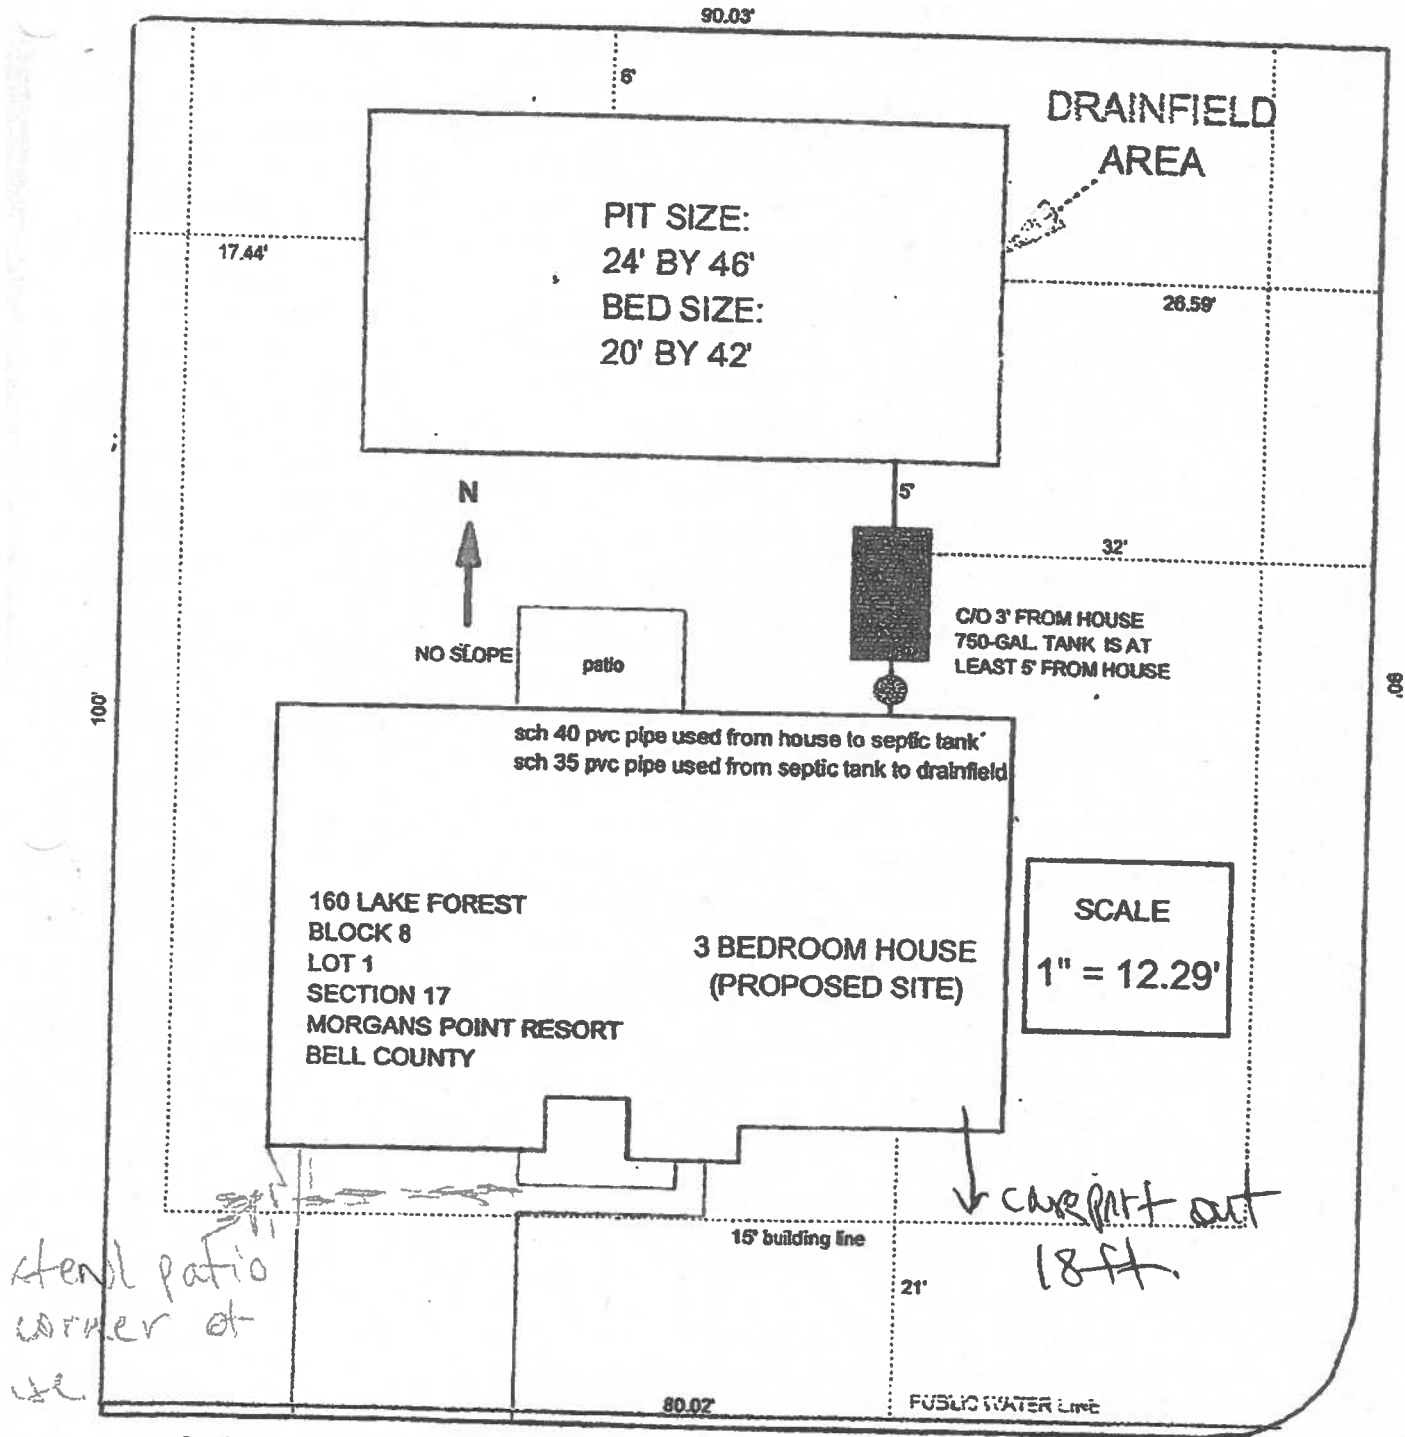 90.03'
6'
DRAINFIELD
AREA
PIT SIZE:
24' BY 46'
BED SIZE:
20' BY 42'
17.44'
26.59'
N
NO SLOPE
patio
5'
32'
C/O 3' FROM HOUSE
750-GAL. TANK IS AT
LEAST 5' FROM HOUSE
100'
sch 40 pvc pipe used from house to septic tank
sch 35 pvc pipe used from septic tank to drainfield
160 LAKE FOREST
BLOCK 8
LOT 1
SECTION 17
MORGANS POINT RESORT
BELL COUNTY
3 BEDROOM HOUSE
(PROPOSED SITE)
SCALE
1" = 12.29'
15' building line
out
18 ft.
21'
patio
corner of
80.02'
PUBLIC WATER LINE